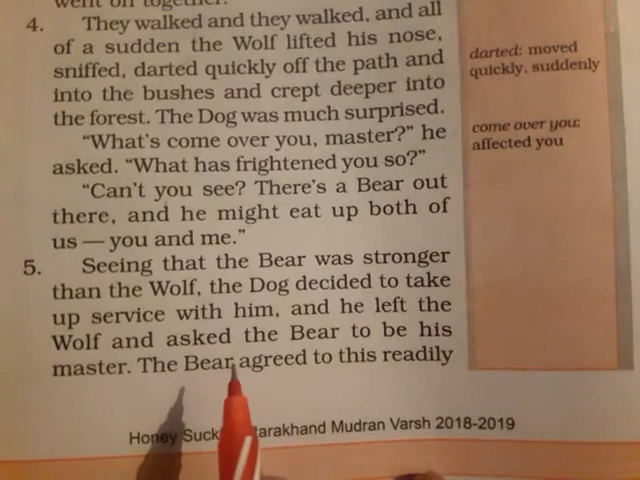 went off together.
4. They walked and they walked, and all
of a sudden the Wolf lifted his nose,
sniffed, darted quickly off the path and
into the bushes and crept deeper into
the forest. The Dog was much surprised.
“What’s come over you, master?” he
asked. “What has frightened you so?”
“Can’t you see? There’s a Bear out
there, and he might eat up both of
us — you and me.”
5. Seeing that the Bear was stronger
than the Wolf, the Dog decided to take
up service with him, and he left the
Wolf and asked the Bear to be his
master. The Bear agreed to this readily
darted: moved
quickly, suddenly
come over you:
affected you
Honey Mudran Varsh 2018-2019